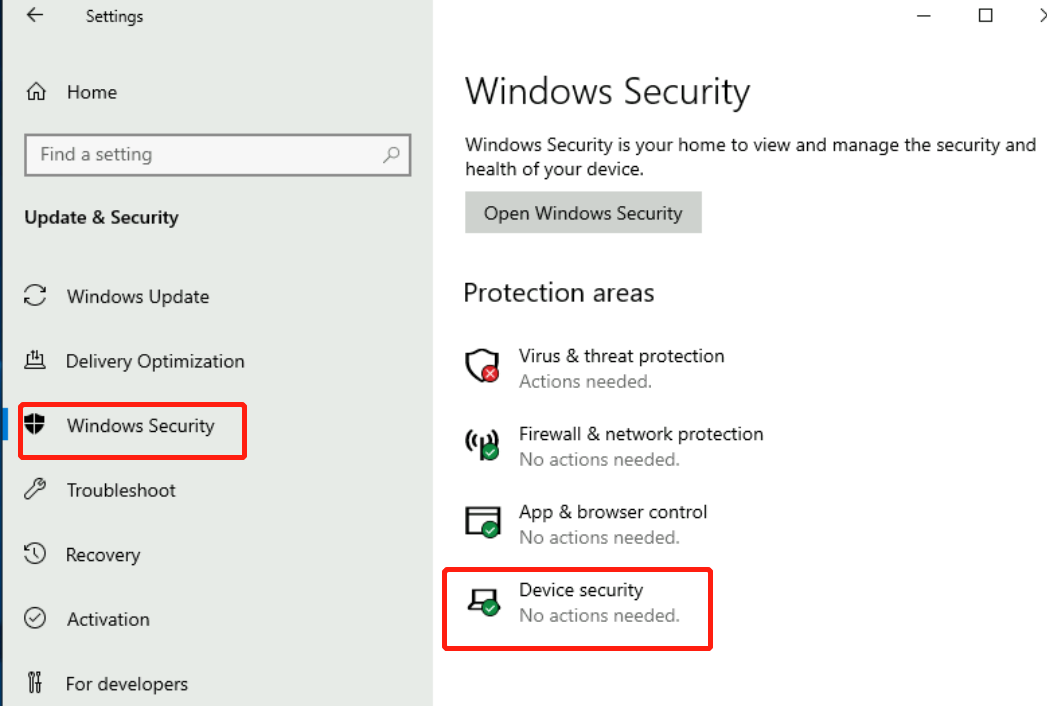 Settings
Home
Find a setting
Update & Security
Windows Update
Delivery Optimization
Windows Security
Troubleshoot
Recovery
Activation
For developers
Windows Security
Windows Security is your home to view and manage the security and
health of your device.
Open Windows Security
Protection areas
Virus & threat protection
Actions needed.
Firewall & network protection
No actions needed.
App & browser control
No actions needed.
Device security
No actions needed.